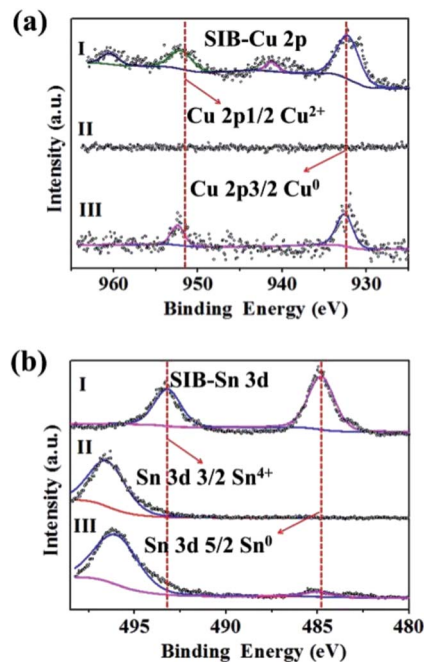 (a)
I
SIB-Cu 2p
Cu 2p1/2 Cu²⁺
II
Cu 2p3/2 Cu⁰
III
Intensity (a.u.)
960 950 940 930
Binding Energy (eV)
(b)
I
SIB-Sn 3d
II
Sn 3d 3/2 Sn⁴⁺
III
Sn 3d 5/2 Sn⁰
Intensity (a.u.)
495 490 485 480
Binding Energy (eV)